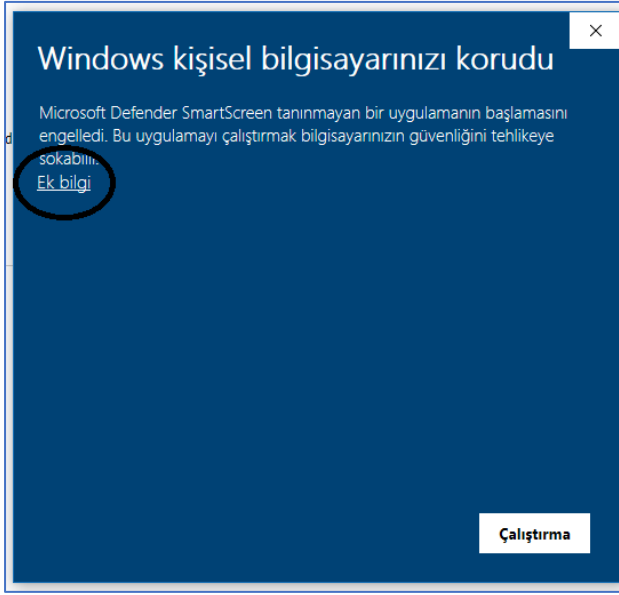 Windows kişisel bilgisayarınızı korudu
Microsoft Defender SmartScreen tanınmayan bir uygulamanın başlamasını
engelledi. Bu uygulamayı çalıştırmak bilgisayarınızın güvenliğini tehlikeye
sokabilir.
Ek bilgi
Çalıştırma